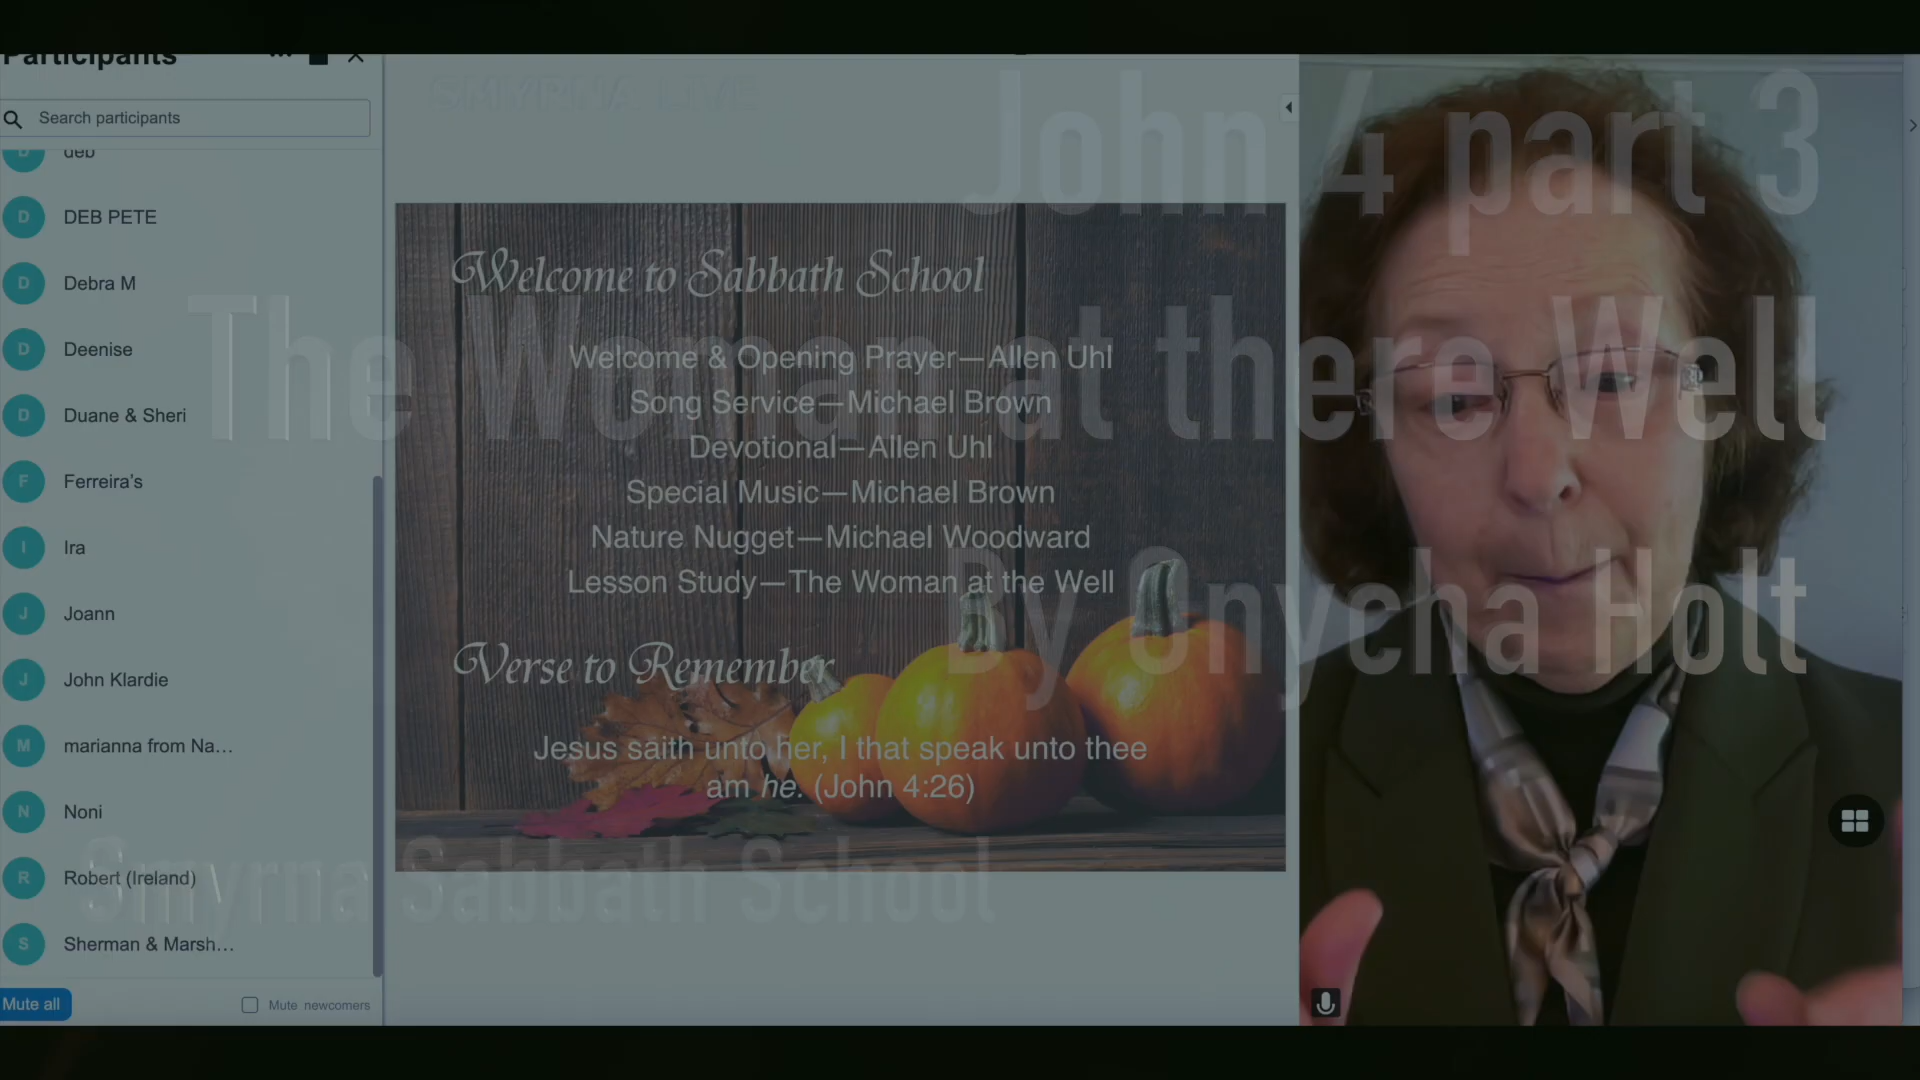 Participants
Search participants
deb
DEB PETE
Debra M
Deenise
Duane & Sheri
Ferreira's
Ira
Joann
John Klardie
marianna from Na...
Noni
Robert (Ireland)
Sherman & Marsh...
Mute all
Mute newcomers
SMYRNA LIVE
Welcome to Sabbath School
Welcome & Opening Prayer—Allen Uhl
Song Service—Michael Brown
Devotional—Allen Uhl
Special Music—Michael Brown
Nature Nugget—Michael Woodward
Lesson Study—The Woman at the Well
Verse to Remember
Jesus saith unto her, I that speak unto thee
am he. (John 4:26)
John 4 part 3
The Woman at there Well
By Onycha Holt
Smyrna Sabbath School
D
D
D
D
D
F
I
J
J
M
N
R
S